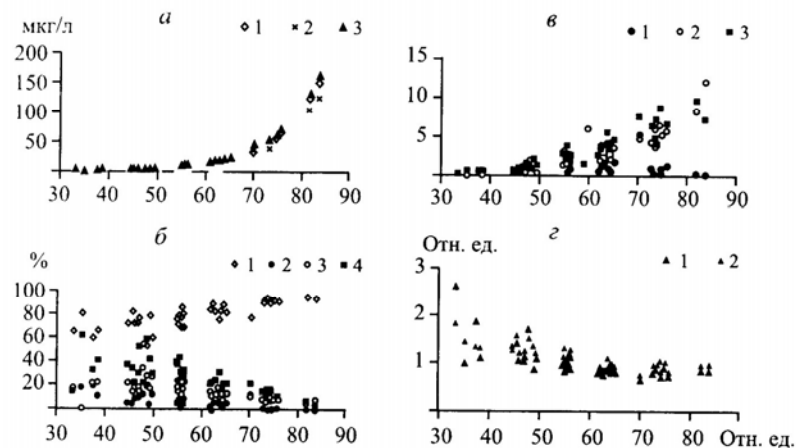 а
мкг/л
◇ 1 × 2 ▲ 3
200
150
100
50
30 40 50 60 70 80 90
в
● 1 ○ 2 ■ 3
15
10
5
30 40 50 60 70 80 90
б
%
◇ 1 ● 2 ○ 3 ■ 4
100
80
60
40
20
30 40 50 60 70 80 90
г
Отн. ед.
▲ 1 ▲ 2
3
2
1
30 40 50 60 70 80 Отн. ед.